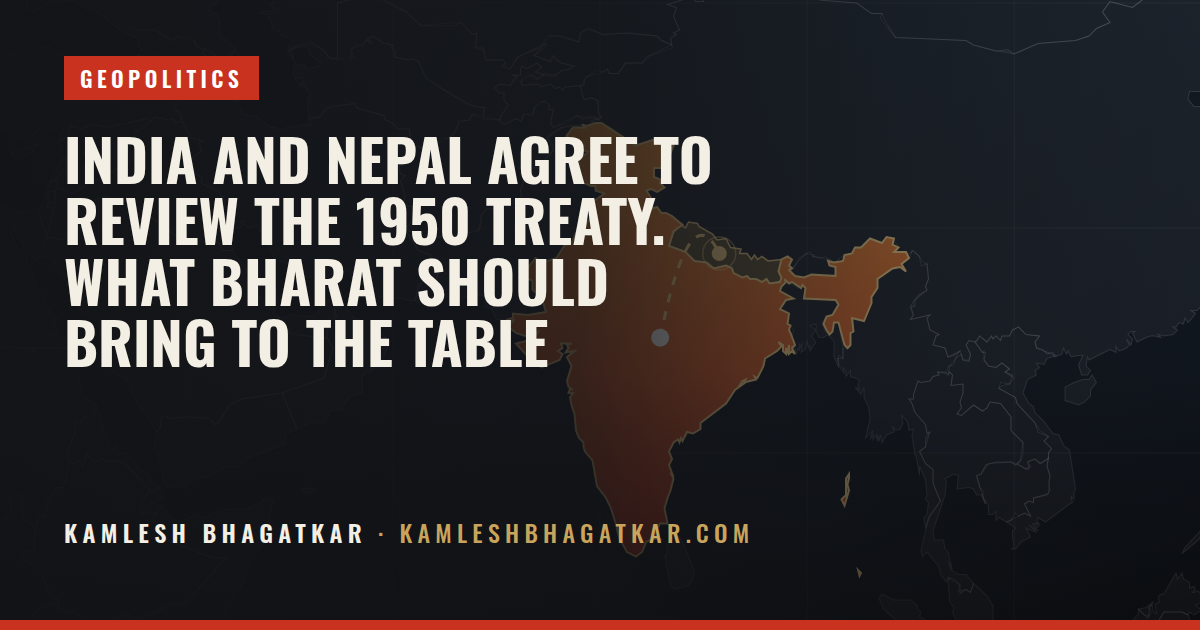 GEOPOLITICS
INDIA AND NEPAL AGREE TO
REVIEW THE 1950 TREATY.
WHAT BHARAT SHOULD
BRING TO THE TABLE
KAMLESH BHAGATKAR · KAMLESHBHAGATKAR.COM